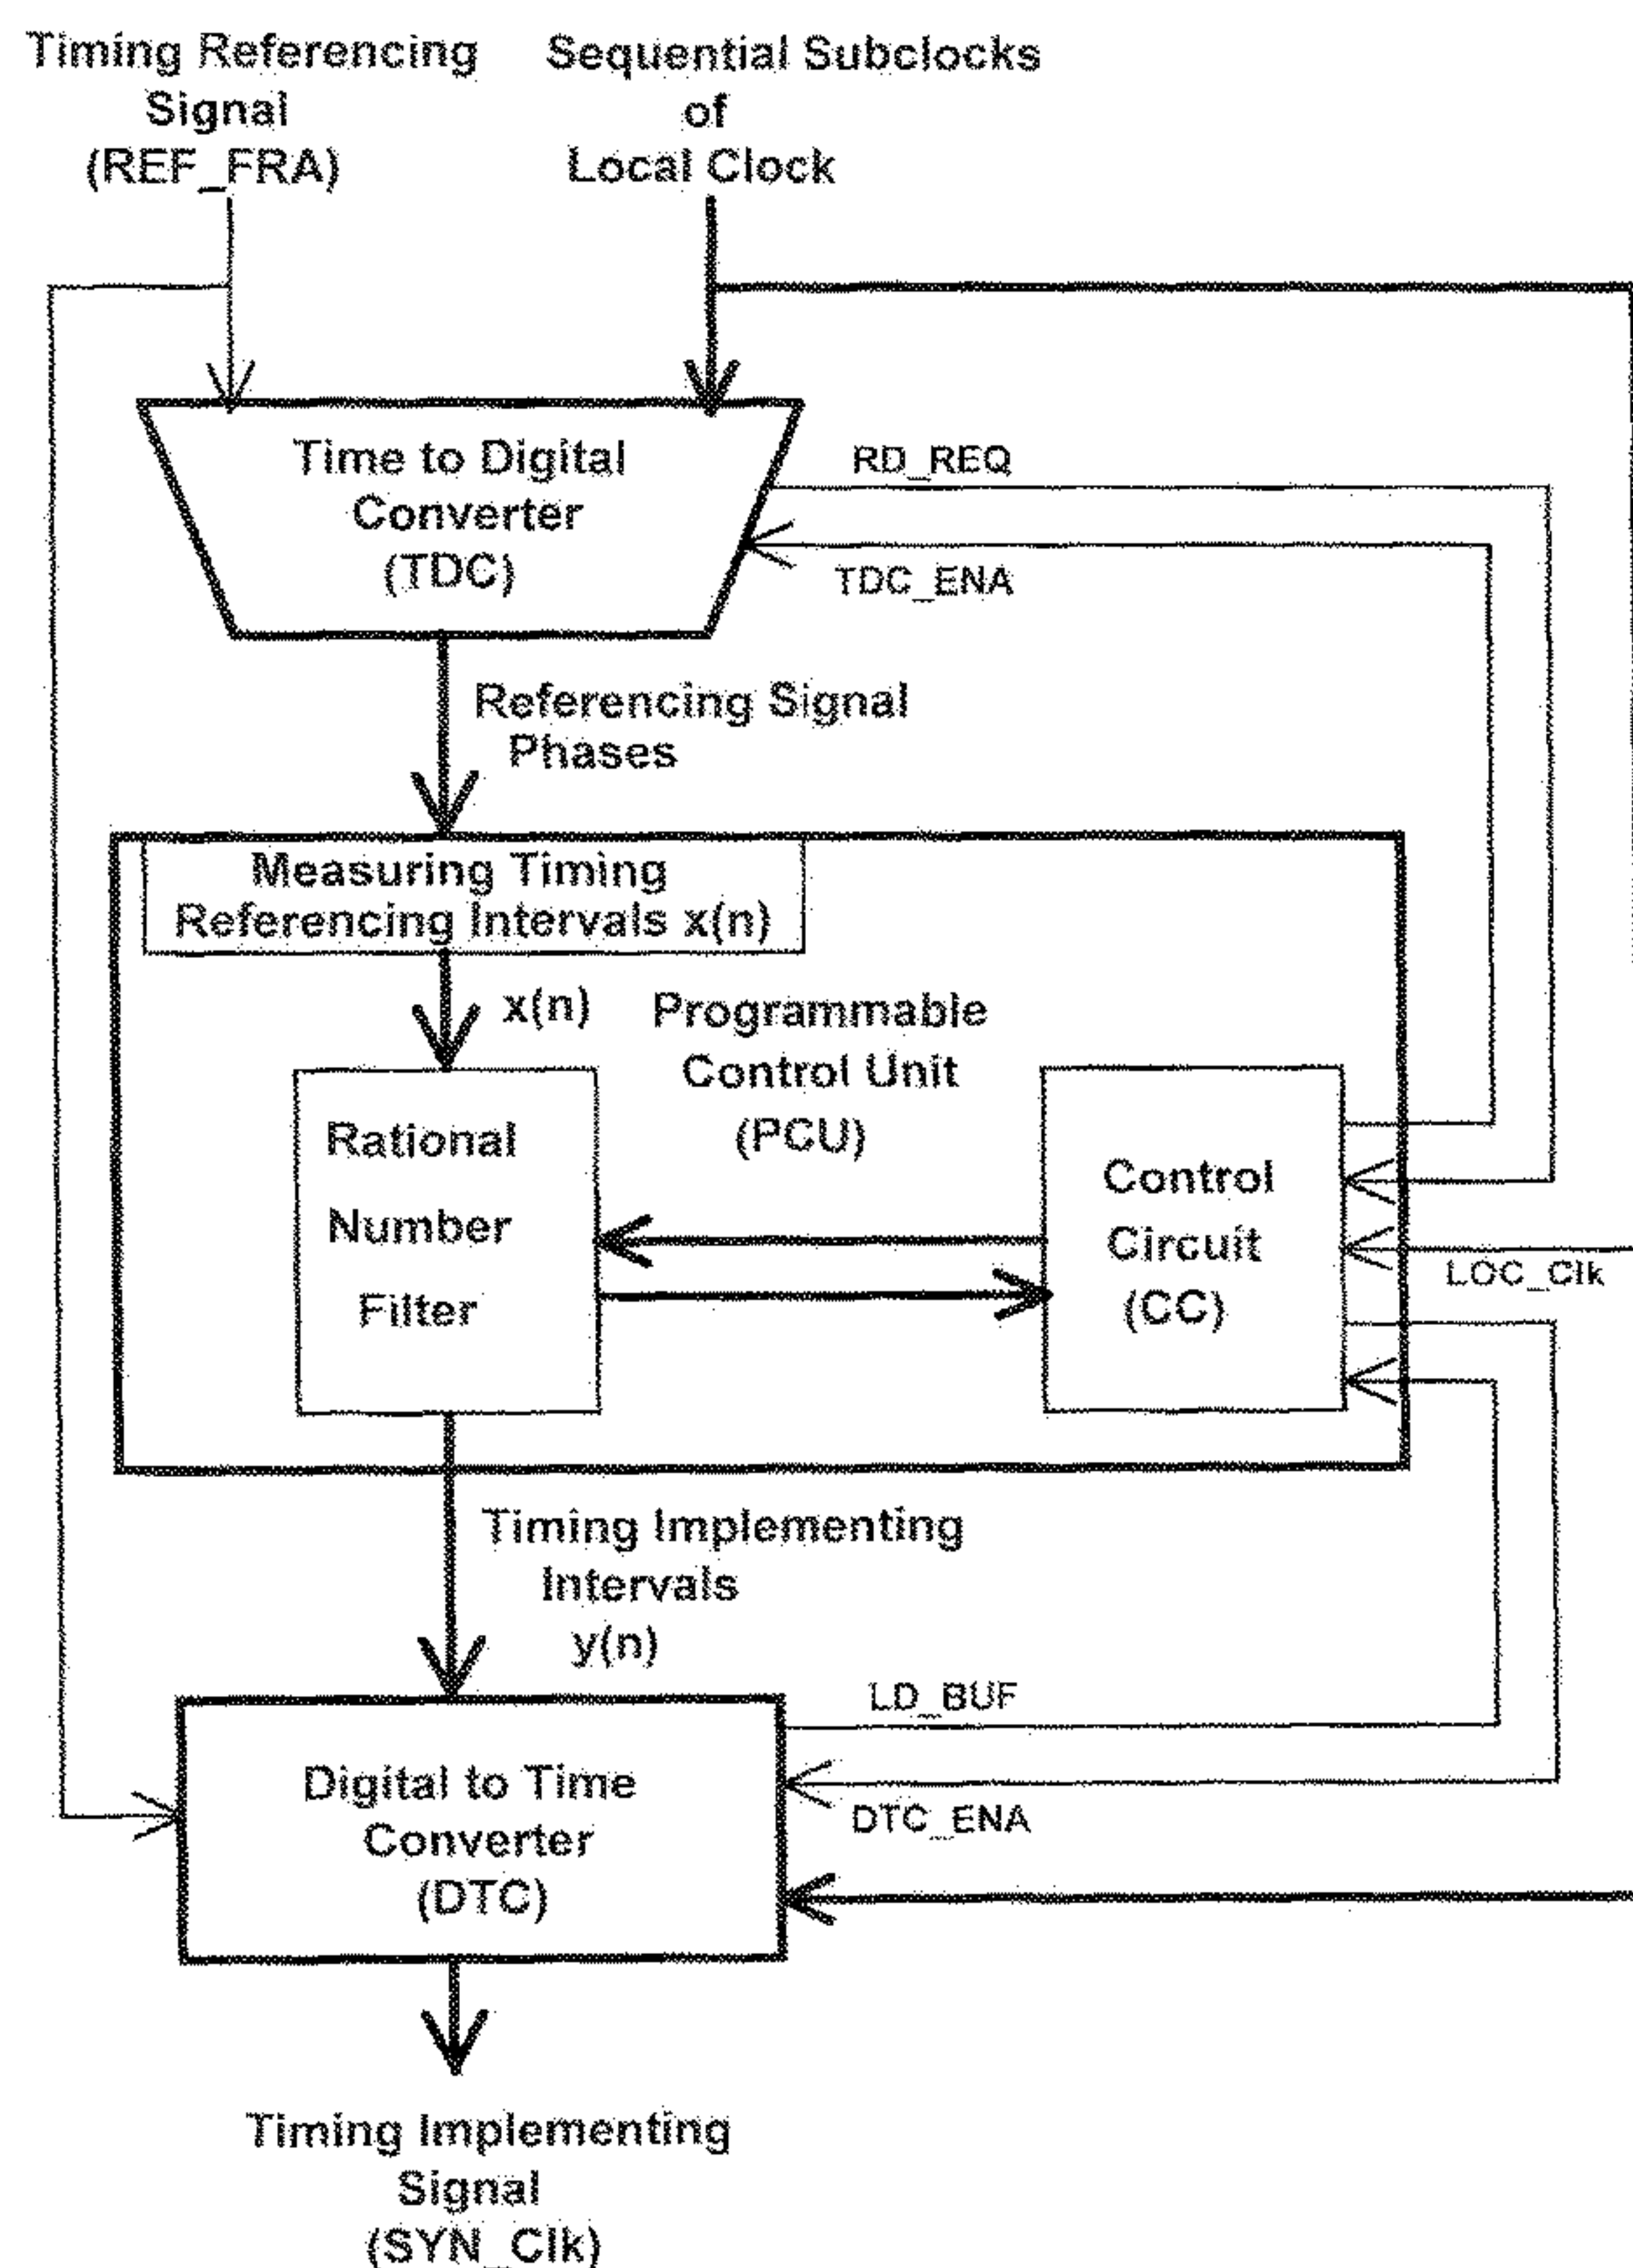 Timing Referencing
Signal
(REF_FRA)
Sequential Subclocks
of
Local Clock
Time to Digital
Converter
(TDC)
RD_REQ
TDC_ENA
Referencing Signal
Phases
Measuring Timing
Referencing Intervals x(n)
x(n)
Programmable
Control Unit
(PCU)
Rational
Number
Filter
Control
Circuit
(CC)
LOC_Clk
Timing Implementing
Intervals
y(n)
LD_BUF
Digital to Time
Converter
(DTC)
DTC_ENA
Timing Implementing
Signal
(SYN_Clk)